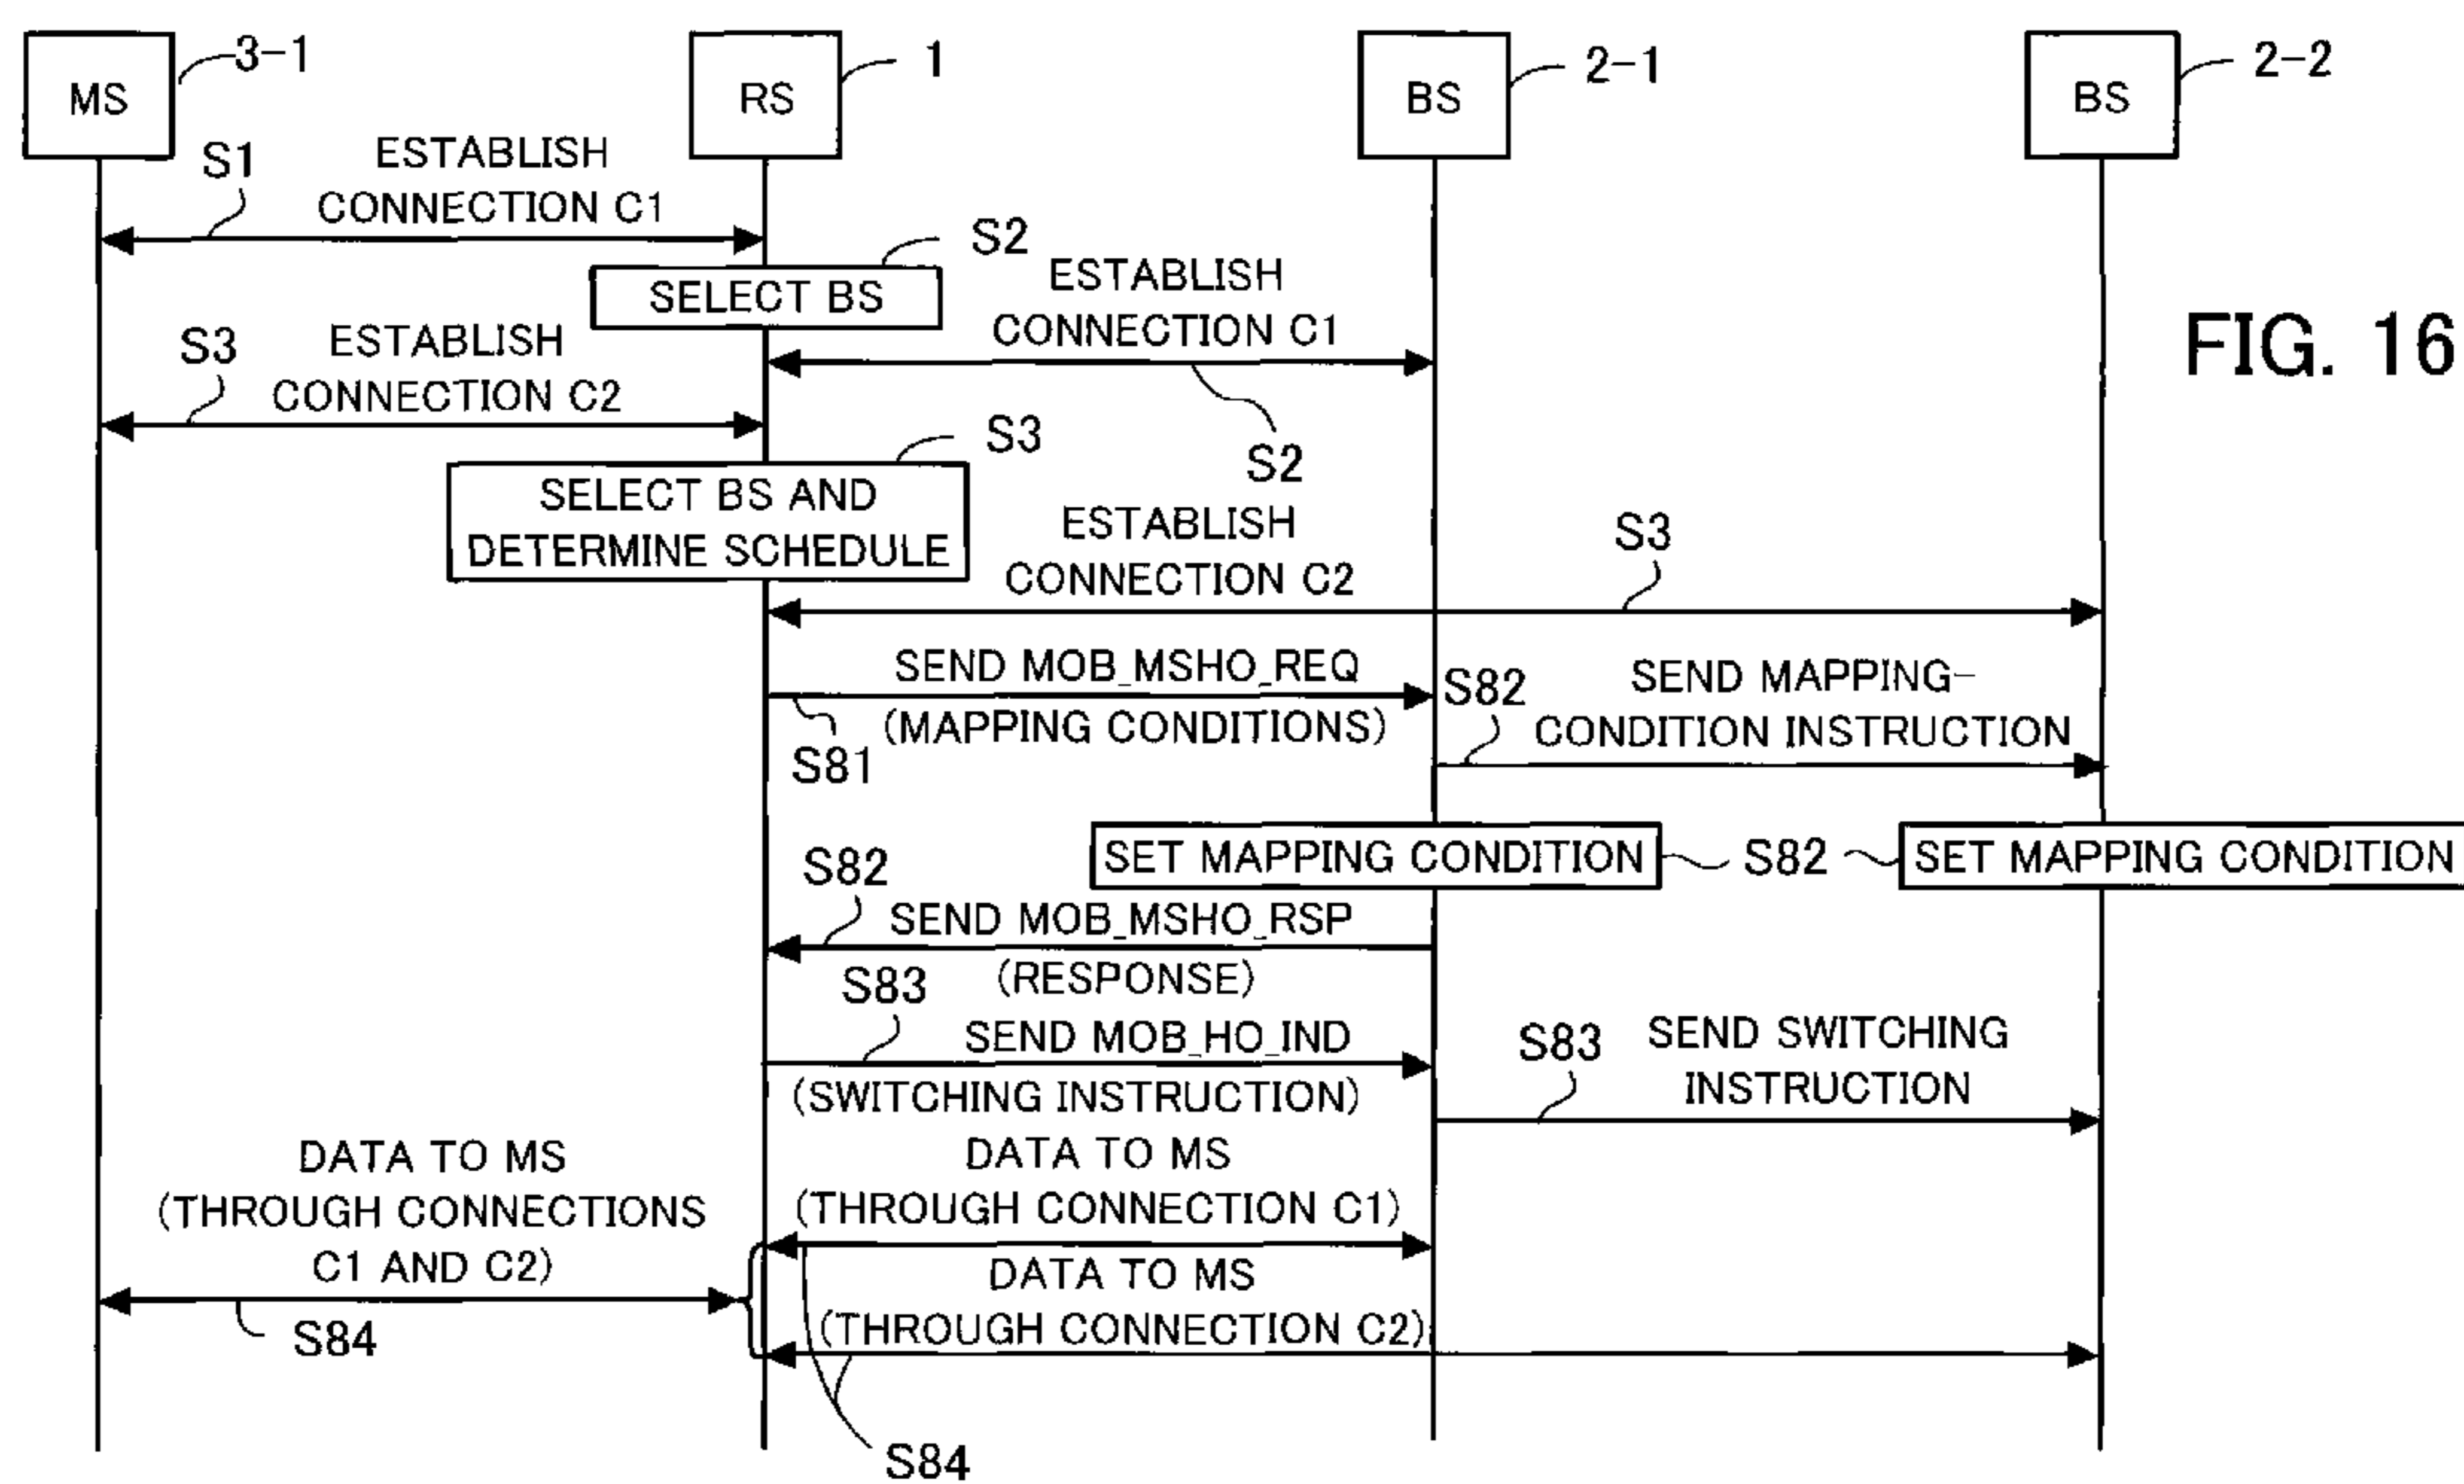 MS
3-1
RS
1
BS
2-1
BS
2-2
S1
ESTABLISH
CONNECTION C1
S2
SELECT BS
ESTABLISH
CONNECTION C1
S2
FIG. 16
S3
ESTABLISH
CONNECTION C2
S3
SELECT BS AND
DETERMINE SCHEDULE
ESTABLISH
CONNECTION C2
S3
SEND MOB_MSHO_REQ
(MAPPING CONDITIONS)
S81
S82
SEND MAPPING-
CONDITION INSTRUCTION
SET MAPPING CONDITION
S82
SET MAPPING CONDITION
S82
SEND MOB_MSHO_RSP
(RESPONSE)
S83
SEND MOB_HO_IND
(SWITCHING INSTRUCTION)
S83
SEND SWITCHING
INSTRUCTION
DATA TO MS
(THROUGH CONNECTIONS
C1 AND C2)
S84
DATA TO MS
(THROUGH CONNECTION C1)
DATA TO MS
(THROUGH CONNECTION C2)
S84